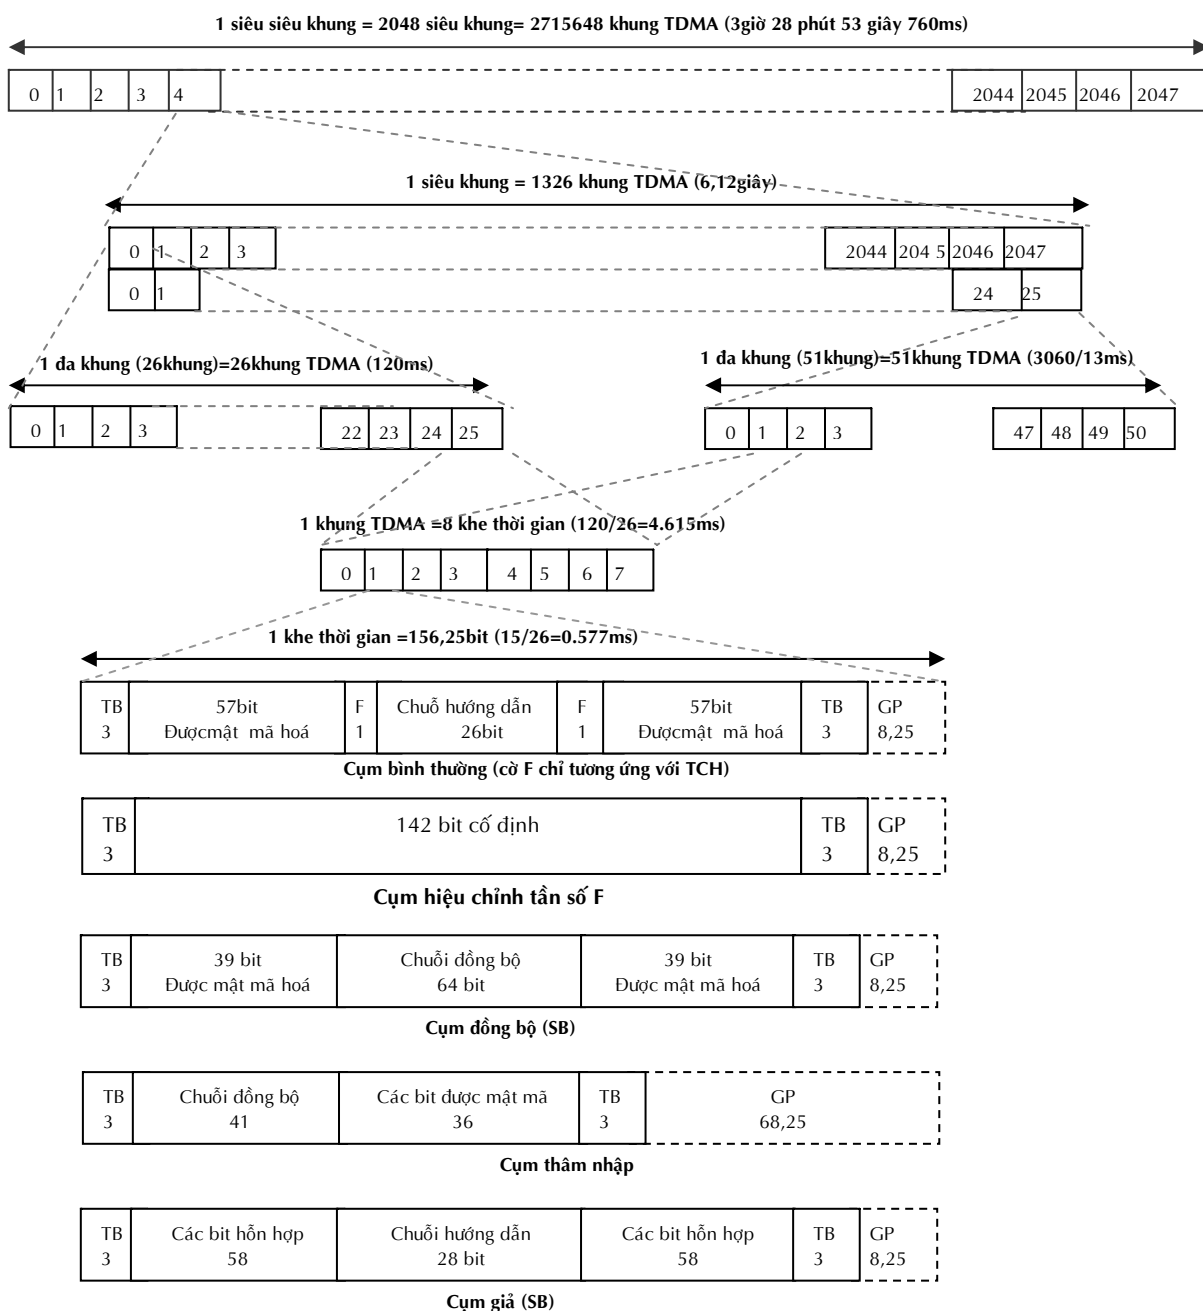 1 siêu siêu khung = 2048 siêu khung= 2715648 khung TDMA (3giờ 28 phút 53 giây 760ms)
0 1 2 3 4 2044 2045 2046 2047
1 siêu khung = 1326 khung TDMA (6,12giây)
0 1 2 3 2044 204 5 2046 2047
0 1 24 25
1 đa khung (26khung)=26khung TDMA (120ms)
1 đa khung (51khung)=51khung TDMA (3060/13ms)
0 1 2 3 22 23 24 25
0 1 2 3 47 48 49 50
1 khung TDMA =8 khe thời gian (120/26=4.615ms)
0 1 2 3 4 5 6 7
1 khe thời gian =156,25bit (15/26=0.577ms)
TB 57bit F Chuỗ hướng dẫn F 57bit TB GP
3 Đượcmật mã hoá 1 26bit 1 Đượcmật mã hoá 3 8,25
Cụm bình thường (cờ F chỉ tương ứng với TCH)
TB 142 bit cố định TB GP
3 3 8,25
Cụm hiệu chỉnh tần số F
TB 39 bit Chuỗi đồng bộ 39 bit TB GP
3 Được mật mã hoá 64 bit Được mật mã hoá 3 8,25
Cụm đồng bộ (SB)
TB Chuỗi đồng bộ Các bit được mật mã TB GP
3 41 36 3 68,25
Cụm thâm nhập
TB Các bit hỗn hợp Chuỗi hướng dẫn Các bit hỗn hợp TB GP
3 58 28 bit 58 3 8,25
Cụm giả (SB)